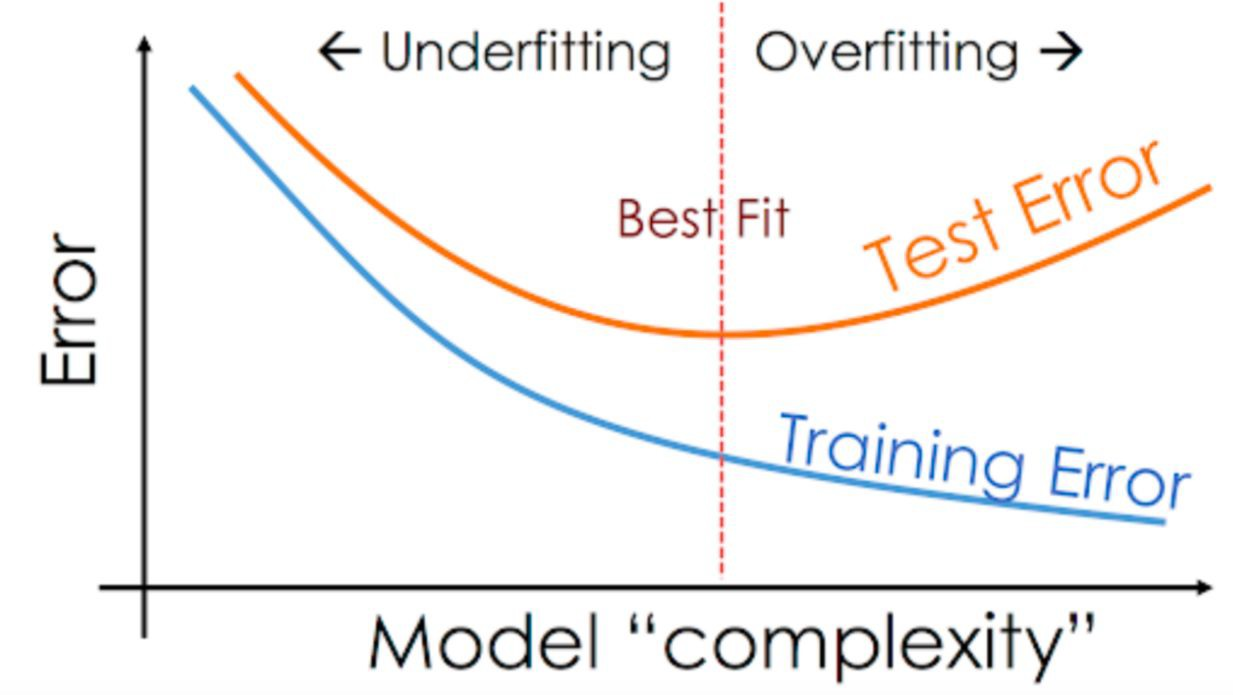 ← Underfitting
Overfitting →
Best Fit
Test Error
Error
Training Error
Model “complexity”